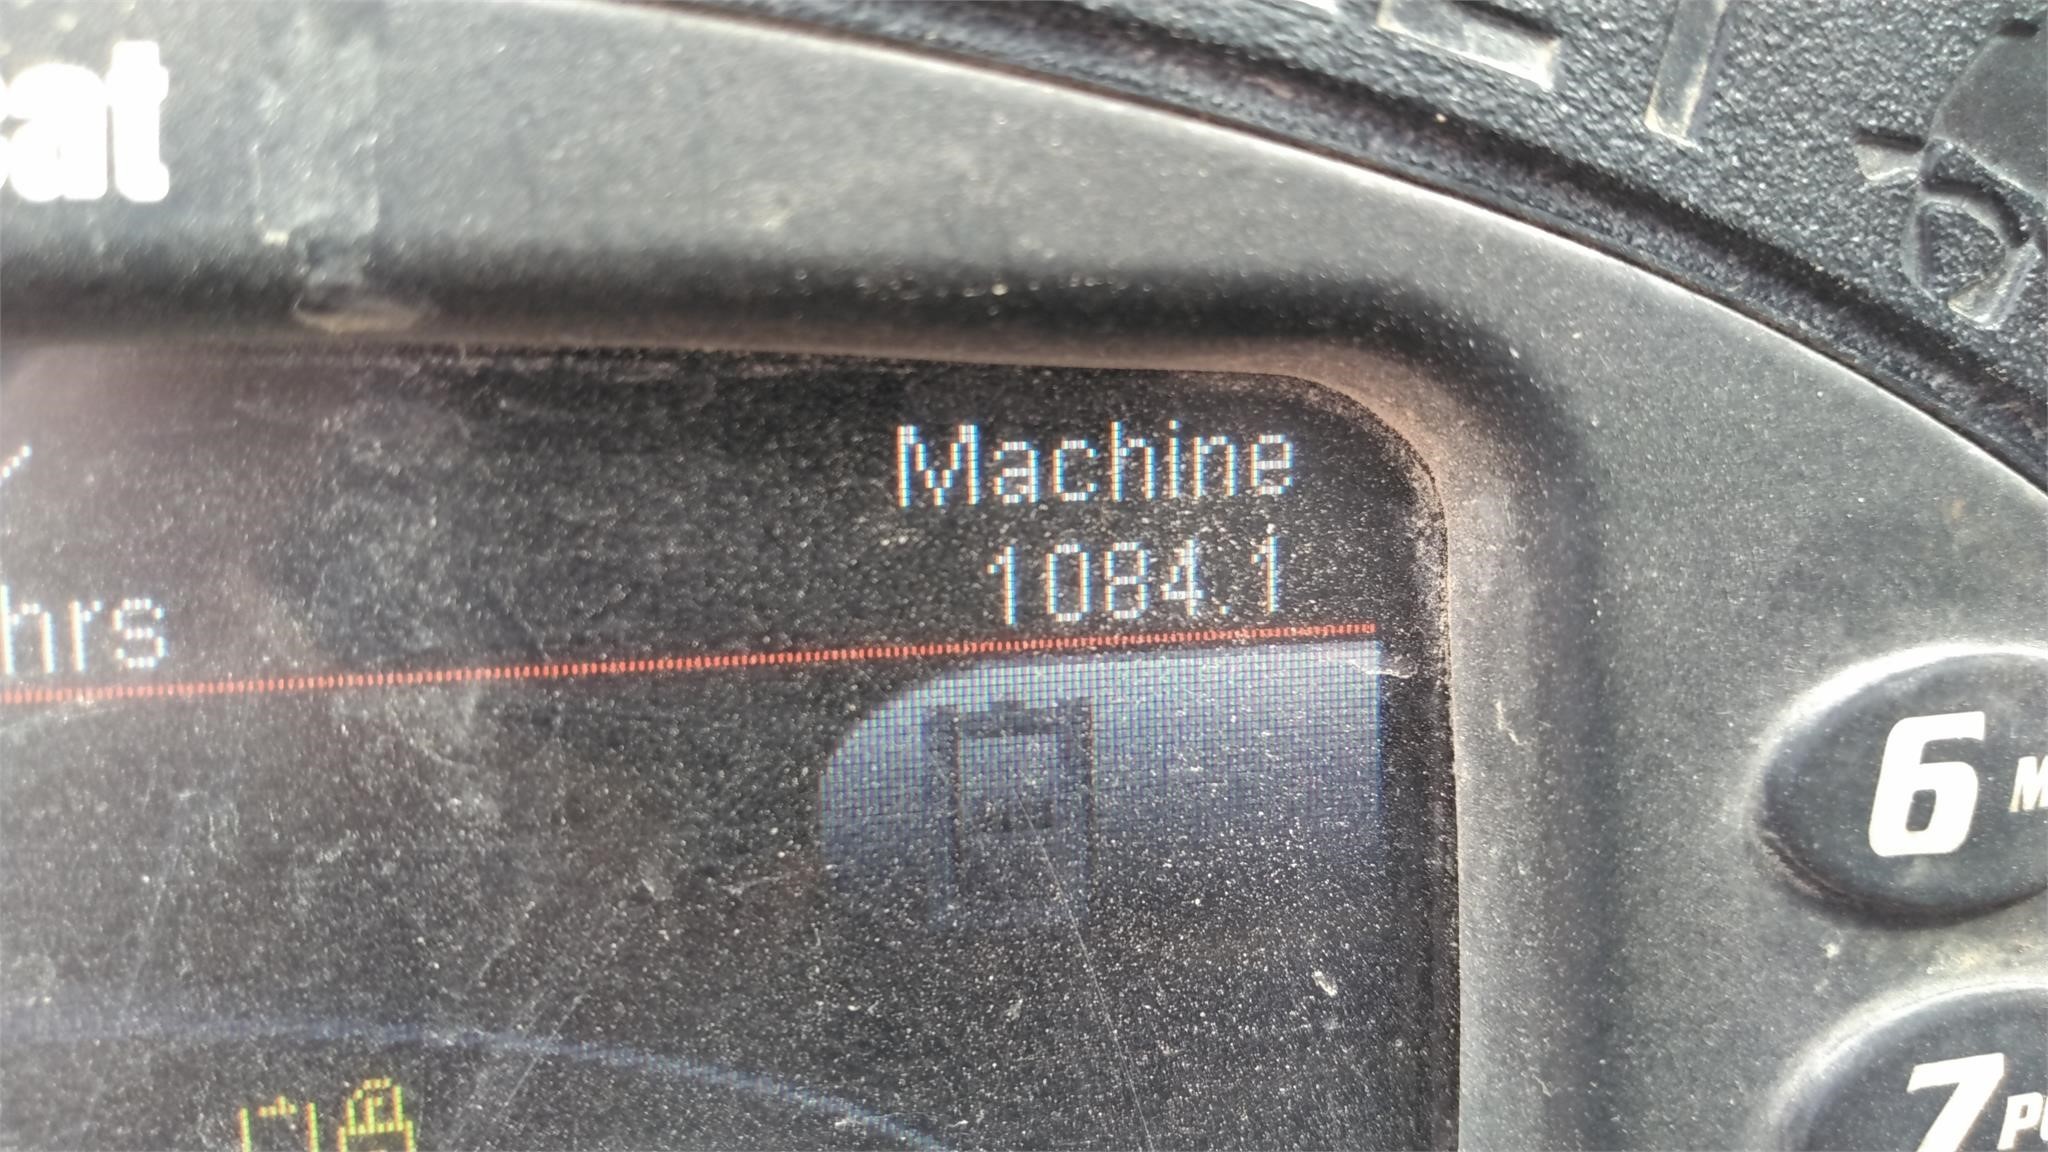 at
Machine
hrs
1084.1
6 M
7 P